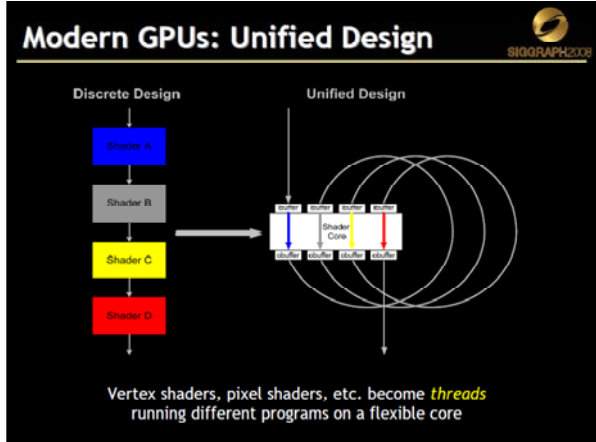 Modern GPUs: Unified Design
SIGGRAPH2008
Discrete Design
Unified Design
Shader A
Shader B
Shader C
Shader D
ibuffer ibuffer ibuffer ibuffer
Shader
Core
obuffer obuffer obuffer obuffer
Vertex shaders, pixel shaders, etc. become threads
running different programs on a flexible core